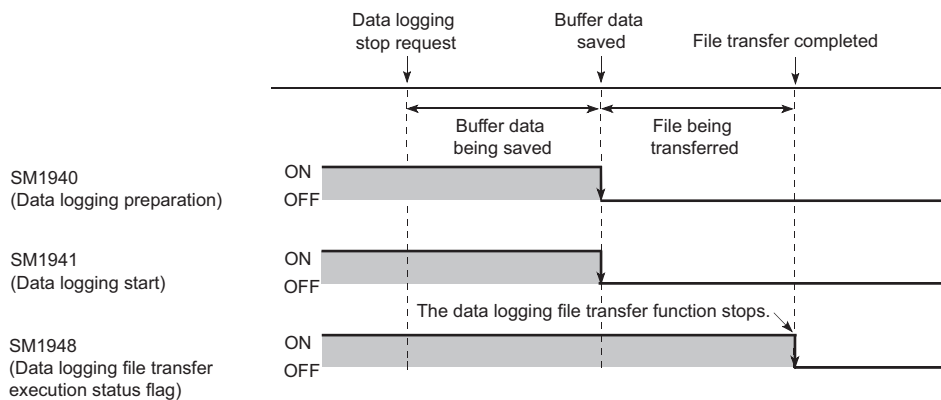 Data logging
stop request
Buffer data
saved
File transfer completed
Buffer data
being saved
File being
transferred
SM1940
(Data logging preparation)
ON
OFF
SM1941
(Data logging start)
ON
OFF
The data logging file transfer function stops.
SM1948
(Data logging file transfer
execution status flag)
ON
OFF